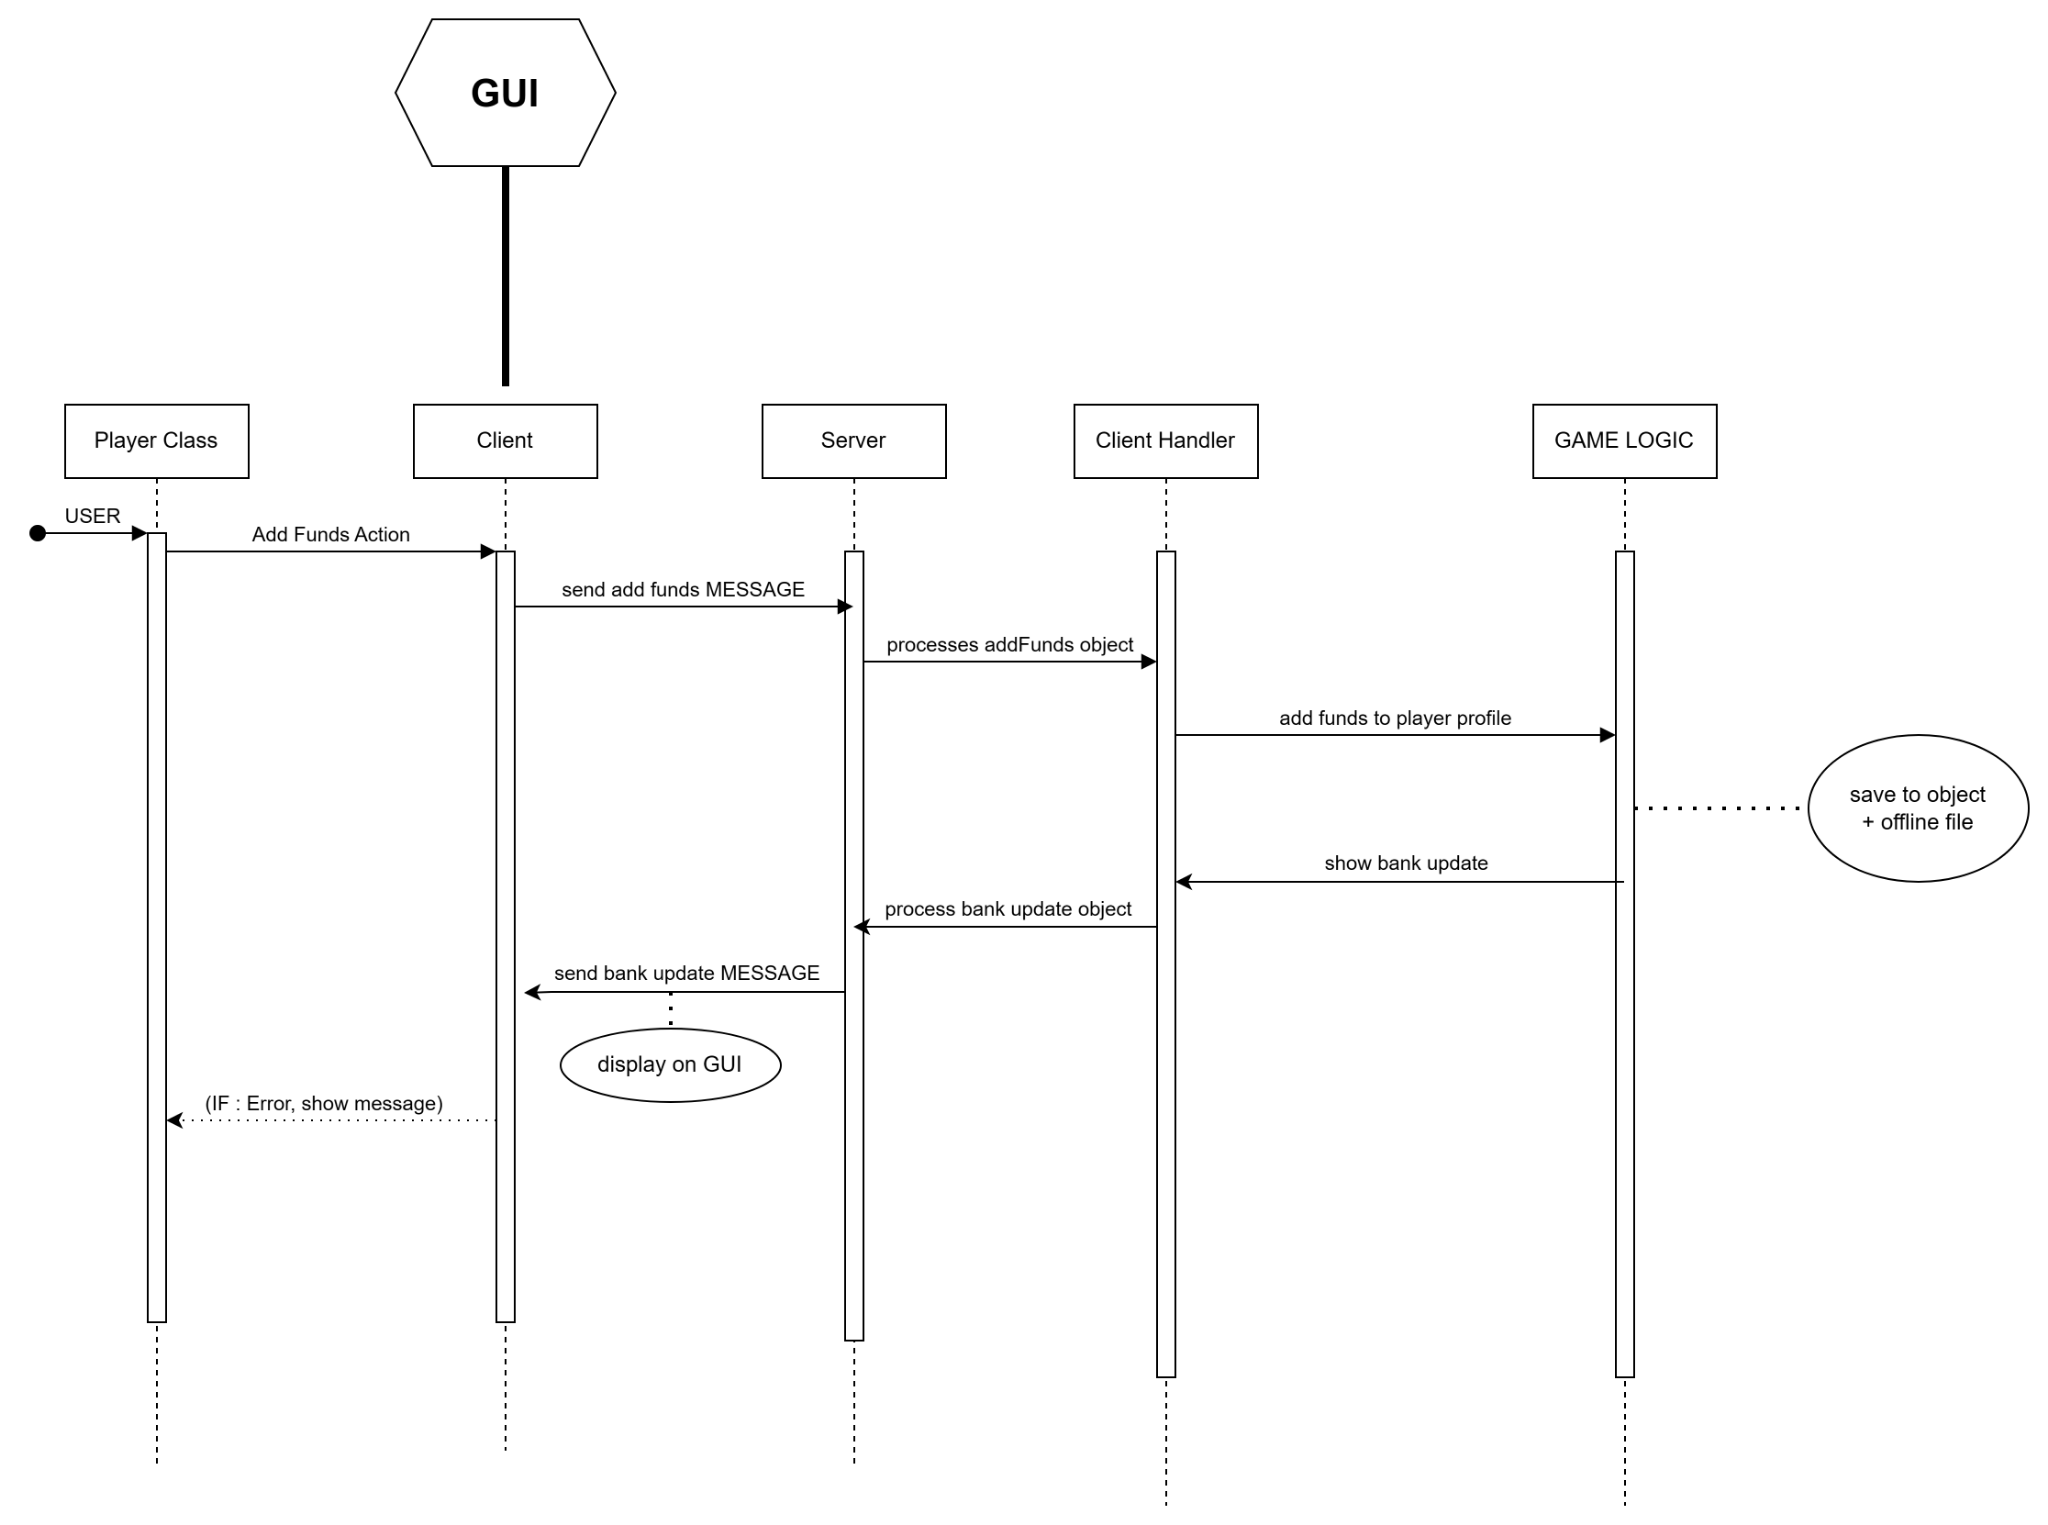 GUI
Player Class
Client
Server
Client Handler
GAME LOGIC
USER
Add Funds Action
send add funds MESSAGE
processes addFunds object
add funds to player profile
save to object
+ offline file
show bank update
process bank update object
send bank update MESSAGE
display on GUI
(IF : Error, show message)